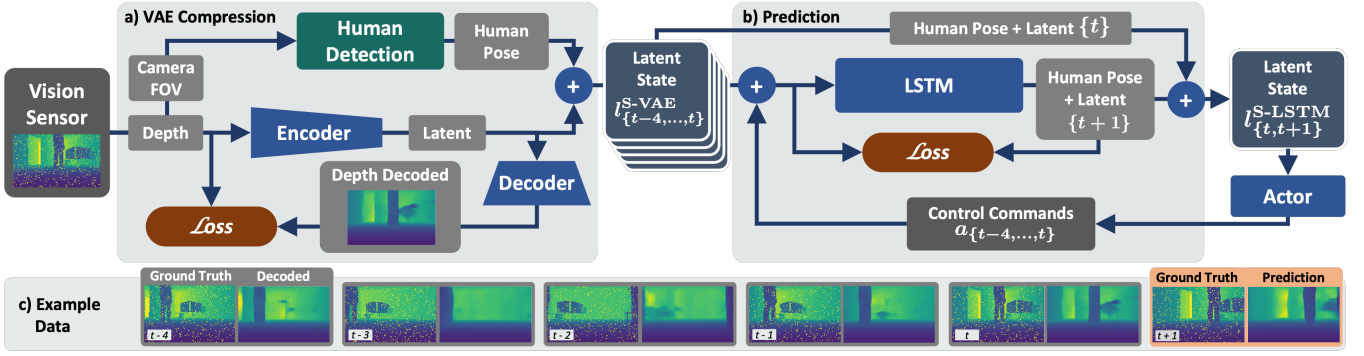 a) VAE Compression
b) Prediction
Vision
Sensor
Camera
FOV
Depth
Human
Detection
Human
Pose
Encoder
Latent
Decoder
Depth Decoded
ℒoss
+
Latent
State
l^{S-VAE}_{{t−4,...,t}}
Human Pose + Latent {t}
+
LSTM
Human Pose
+ Latent
{t + 1}
ℒoss
+
Control Commands
a_{{t−4,...,t}}
Latent
State
l^{S-LSTM}_{{t,t+1}}
Actor
c) Example
Data
Ground Truth Decoded
t - 4
t - 3
t - 2
t - 1
t
Ground Truth Prediction
t + 1